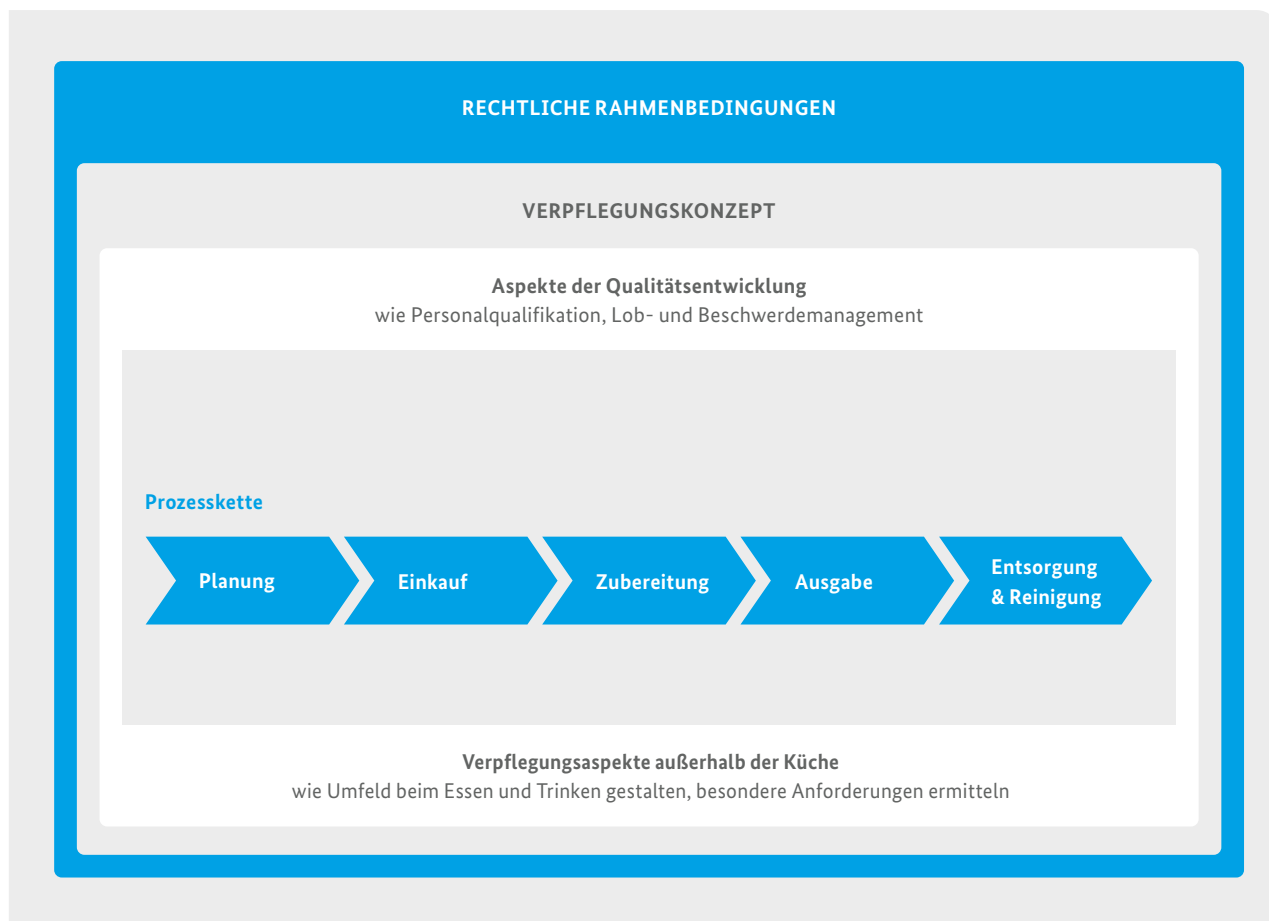 RECHTLICHE RAHMENBEDINGUNGEN
VERPFLEGUNGSKONZEPT
Aspekte der Qualitätsentwicklung
wie Personalqualifikation, Lob- und Beschwerdemanagement
Prozesskette
Planung
Einkauf
Zubereitung
Ausgabe
Entsorgung
& Reinigung
Verpflegungsaspekte außerhalb der Küche
wie Umfeld beim Essen und Trinken gestalten, besondere Anforderungen ermitteln